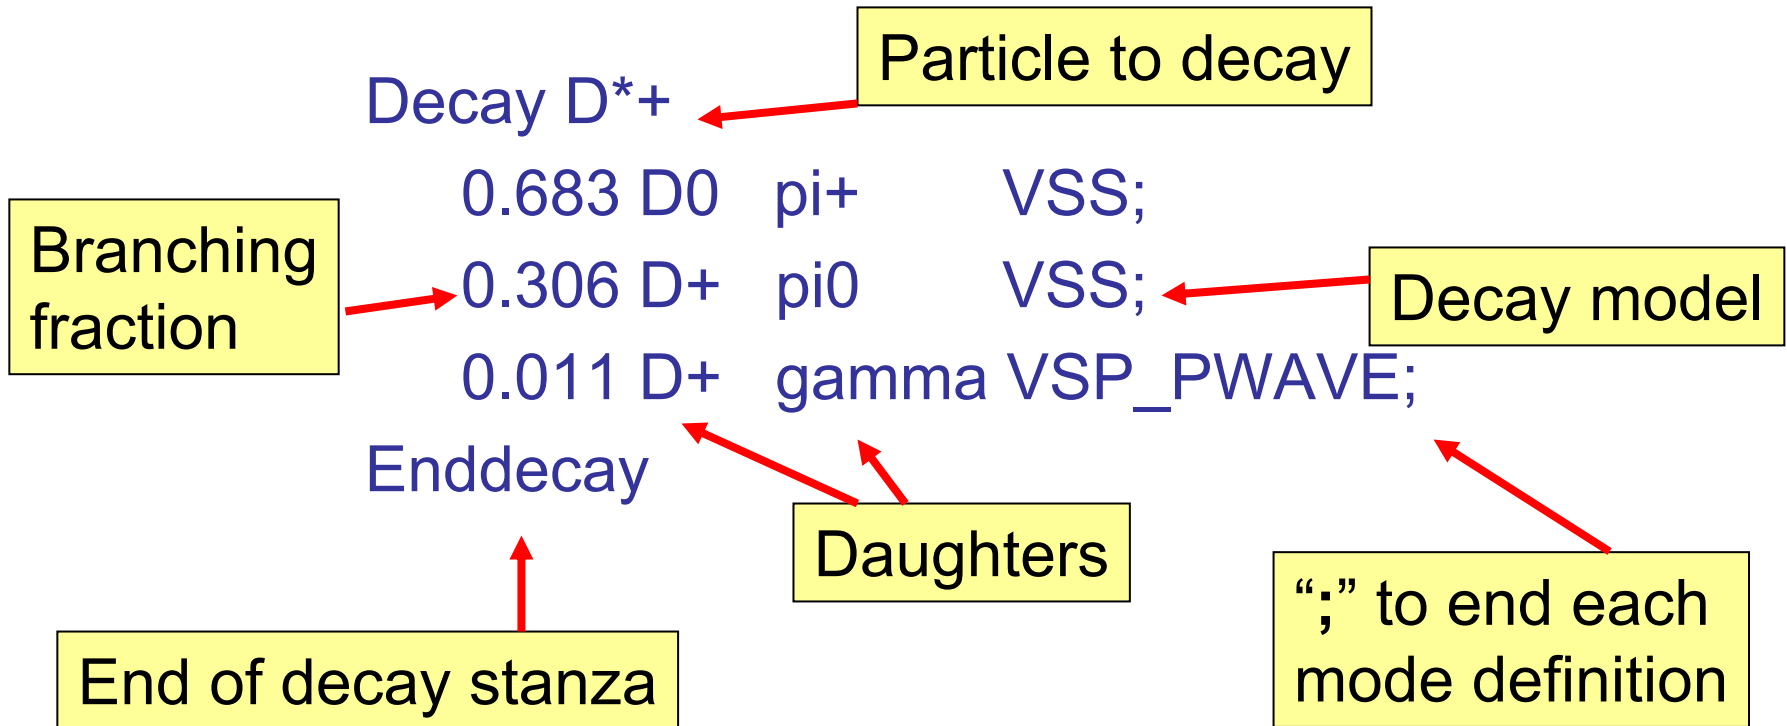 Particle to decay
Decay D*+
0.683 D0 pi+ VSS;
Branching
fraction
0.306 D+ pi0 VSS;
Decay model
0.011 D+ gamma VSP_PWAVE;
Enddecay
Daughters
“;” to end each
mode definition
End of decay stanza